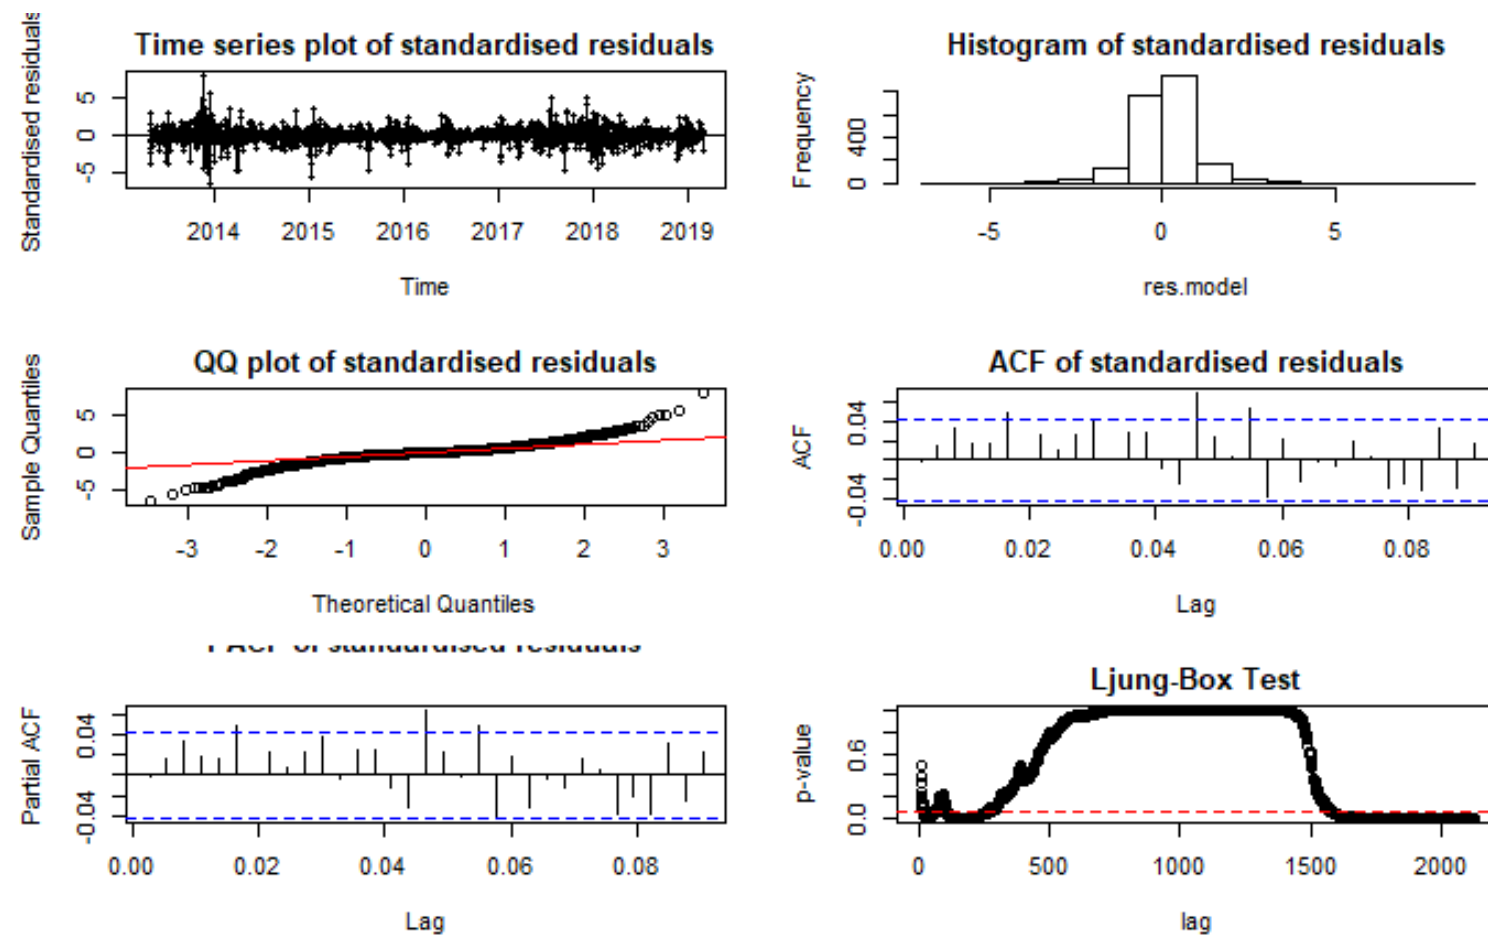 Time series plot of standardised residuals
Standardised residuals
5
0
-5
2014 2015 2016 2017 2018 2019
Time
Histogram of standardised residuals
Frequency
400
0
-5 0 5
res.model
QQ plot of standardised residuals
Sample Quantiles
5
0
-5
-3 -2 -1 0 1 2 3
Theoretical Quantiles
ACF of standardised residuals
ACF
0.04
-0.04
0.00 0.02 0.04 0.06 0.08
Lag
PACF of standardised residuals
Partial ACF
0.04
-0.04
0.00 0.02 0.04 0.06 0.08
Lag
Ljung-Box Test
p-value
0.6
0.0
0 500 1000 1500 2000
lag